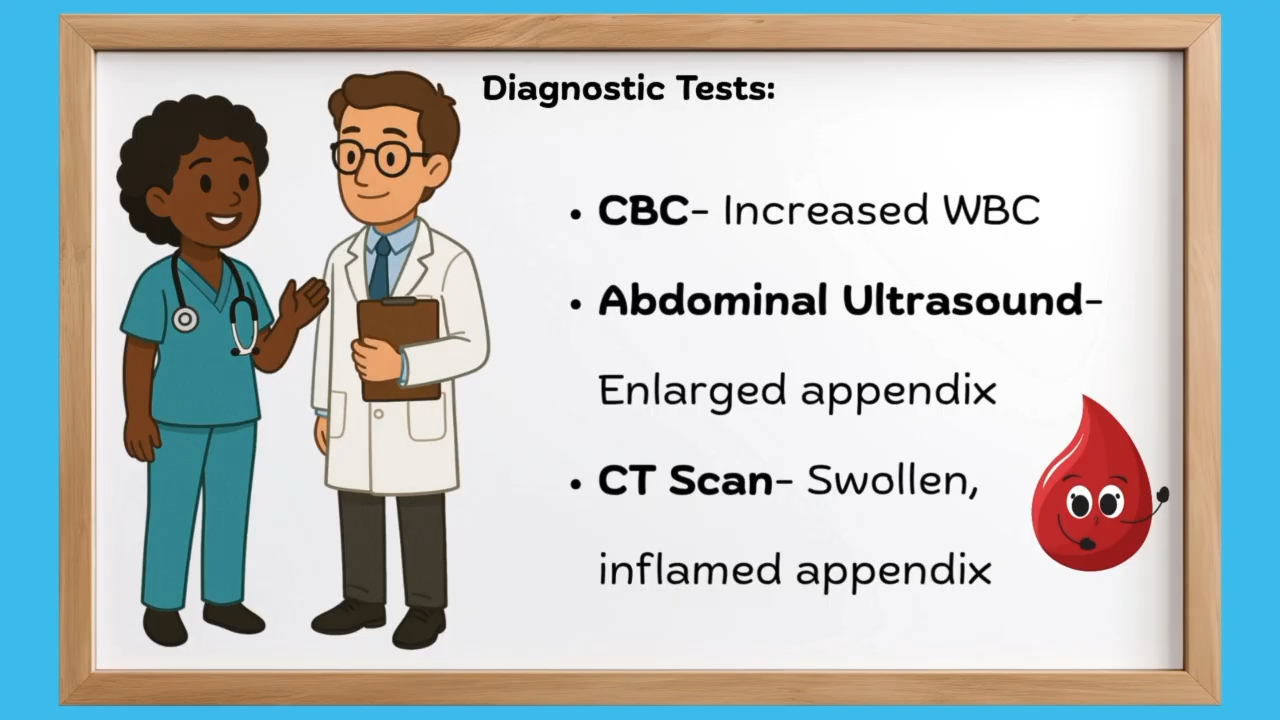 Diagnostic Tests:
• CBC- Increased WBC
• Abdominal Ultrasound-
Enlarged appendix
• CT Scan- Swollen,
inflamed appendix